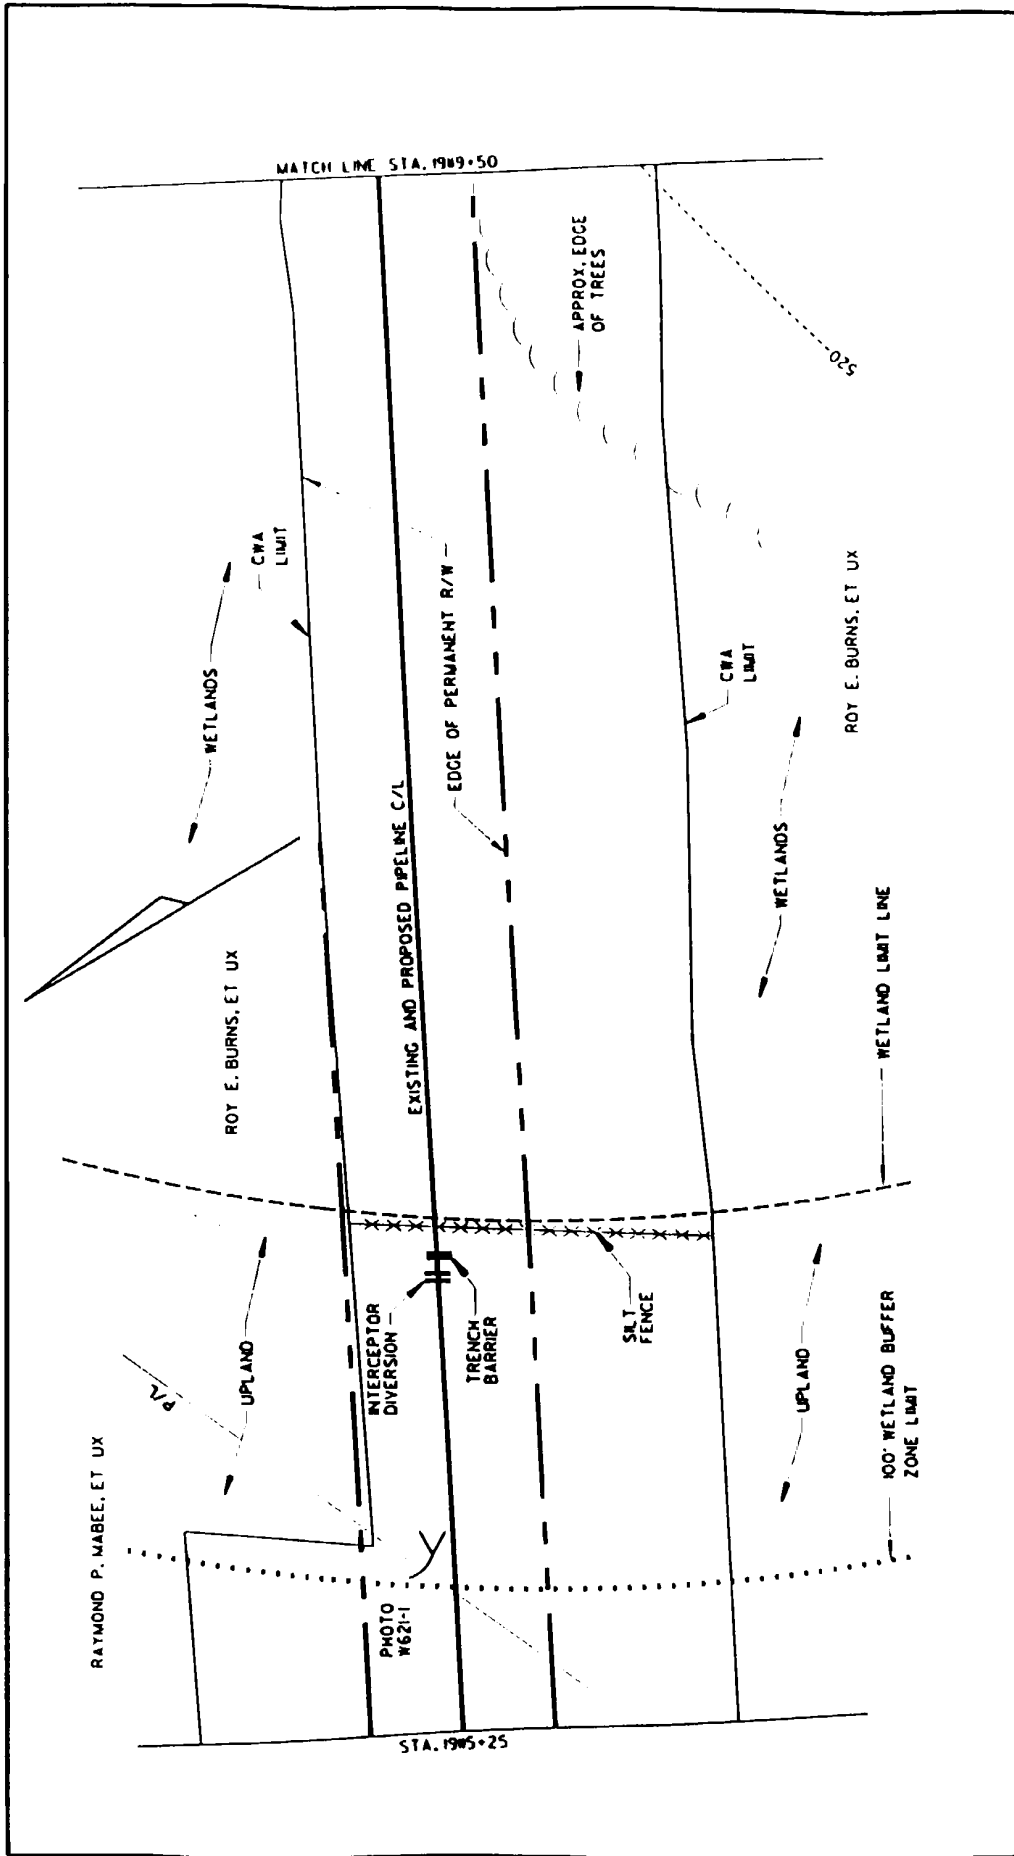 MATCH LINE STA. 19W9+50
APPROX. EDGE
OF TREES
520
CWA
LIMIT
WETLANDS
EDGE OF PERMANENT R/W
CWA
LIMIT
ROY E. BURNS, ET UX
EXISTING AND PROPOSED PIPELINE C/L
WETLANDS
ROY E. BURNS, ET UX
WETLAND LIMIT LINE
INTERCEPTOR
DIVERSION
TRENCH
BARRIER
SILT
FENCE
UPLAND
P/L
UPLAND
100' WETLAND BUFFER
ZONE LIMIT
RAYMOND P. MABEE, ET UX
PHOTO
W621-1
STA. 19W5+25